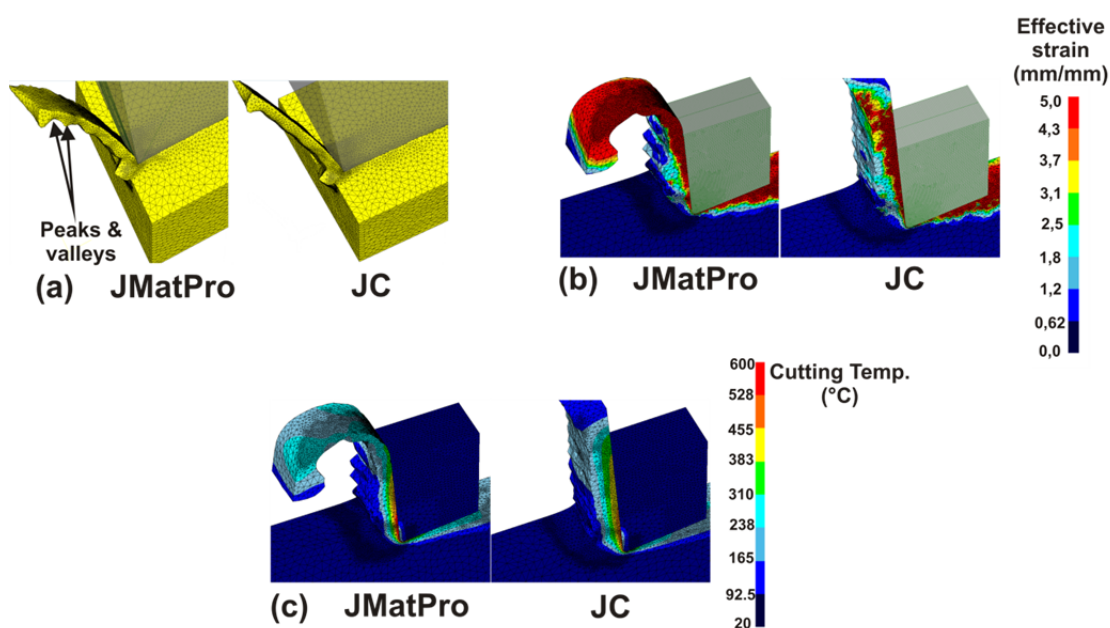 Peaks &
valleys
(a) JMatPro
JC
(b) JMatPro
JC
Effective
strain
(mm/mm)
5,0
4,3
3,7
3,1
2,5
1,8
1,2
0,62
0,0
(c) JMatPro
JC
Cutting Temp.
(°C)
600
528
455
383
310
238
165
92.5
20